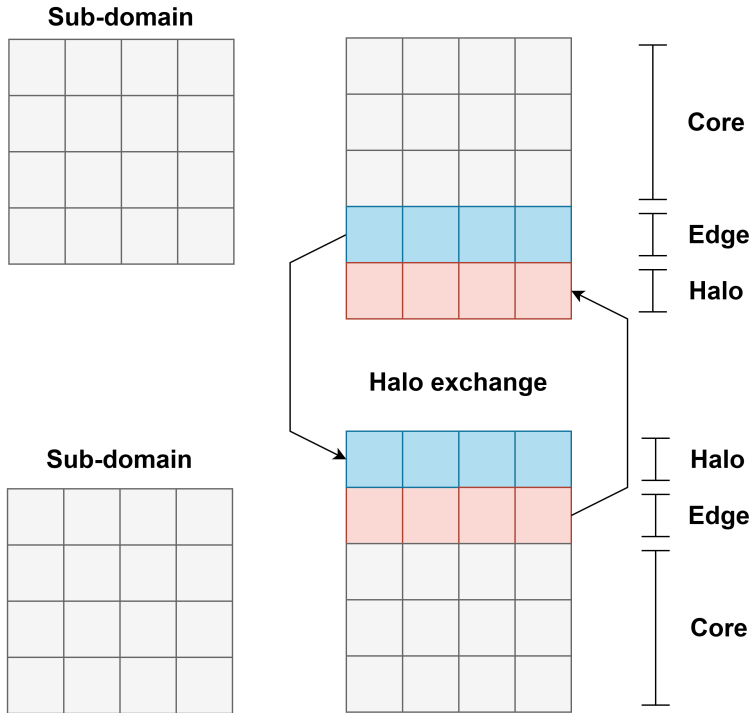 Sub-domain
Core
Edge
Halo
Halo exchange
Sub-domain
Halo
Edge
Core